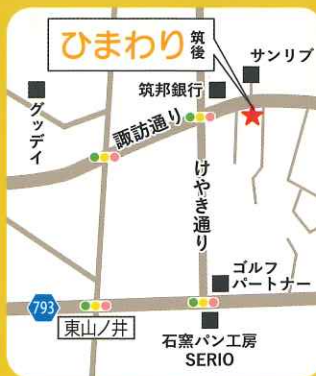 ひまわり 筑後
サンリブ
筑邦銀行
グッデイ
諏訪通り
けやき通り
ゴルフ
パートナー
793
東山ノ井
石窯パン工房
SERIO